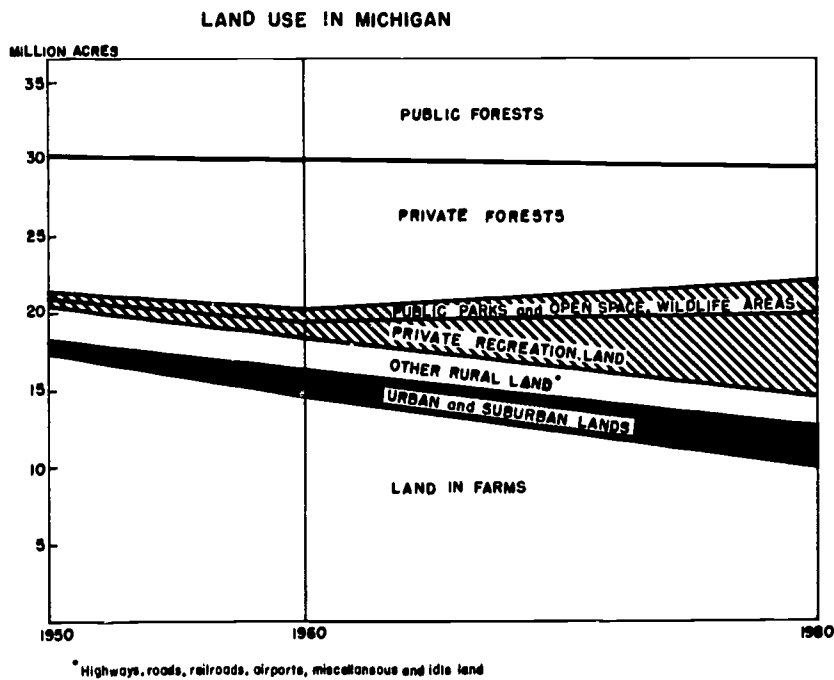 LAND USE IN MICHIGAN
MILLION ACRES
35
30
25
20
15
10
5
PUBLIC FORESTS
PRIVATE FORESTS
PUBLIC PARKS and OPEN SPACE, WILDLIFE AREAS
PRIVATE RECREATION LAND
OTHER RURAL LAND*
URBAN and SUBURBAN LANDS
LAND IN FARMS
1950
1960
1980
* Highways, roads, railroads, airports, miscellaneous and idle land